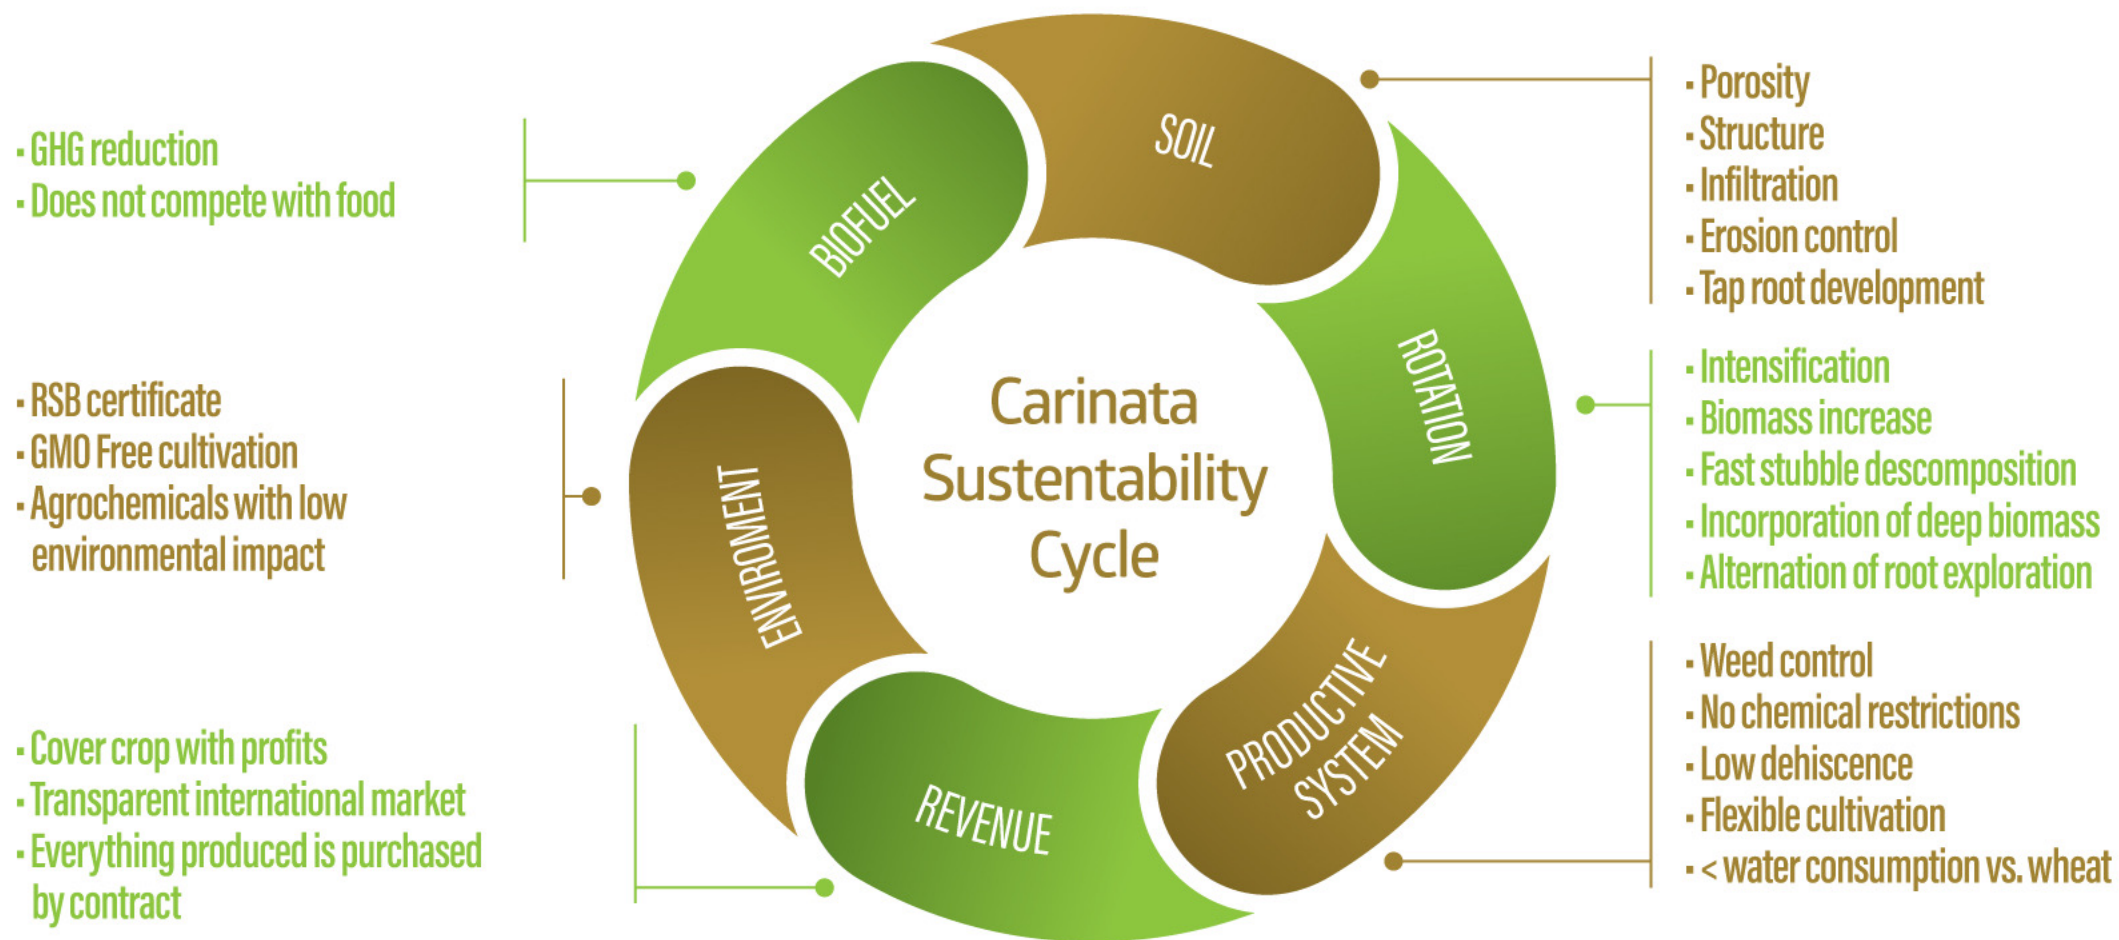 Carinata
Sustentability
Cycle
SOIL
· Porosity
· Structure
· Infiltration
· Erosion control
· Tap root development
ROTATION
· Intensification
· Biomass increase
· Fast stubble descomposition
· Incorporation of deep biomass
· Alternation of root exploration
PRODUCTIVE
SYSTEM
· Weed control
· No chemical restrictions
· Low dehiscence
· Flexible cultivation
· < water consumption vs. wheat
REVENUE
· Cover crop with profits
· Transparent international market
· Everything produced is purchased
by contract
ENVIROMENT
· RSB certificate
· GMO Free cultivation
· Agrochemicals with low
environmental impact
BIOFUEL
· GHG reduction
· Does not compete with food